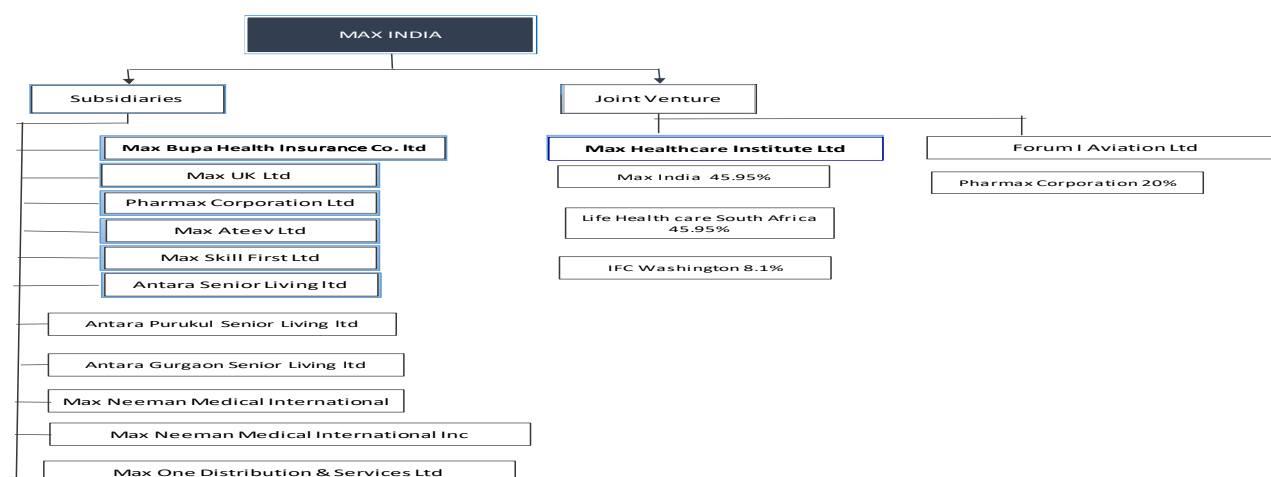 MAX INDIA
Subsidiaries
Joint Venture
Max Bupa Health Insurance Co. ltd
Max UK Ltd
Pharmax Corporation Ltd
Max Ateev Ltd
Max Skill First Ltd
Antara Senior Living ltd
Antara Purukul Senior Living ltd
Antara Gurgaon Senior Living ltd
Max Neeman Medical International
Max Neeman Medical International Inc
Max One Distribution & Services Ltd
Max Healthcare Institute Ltd
Max India 45.95%
Life Health care South Africa
45.95%
IFC Washington 8.1%
Forum I Aviation Ltd
Pharmax Corporation 20%